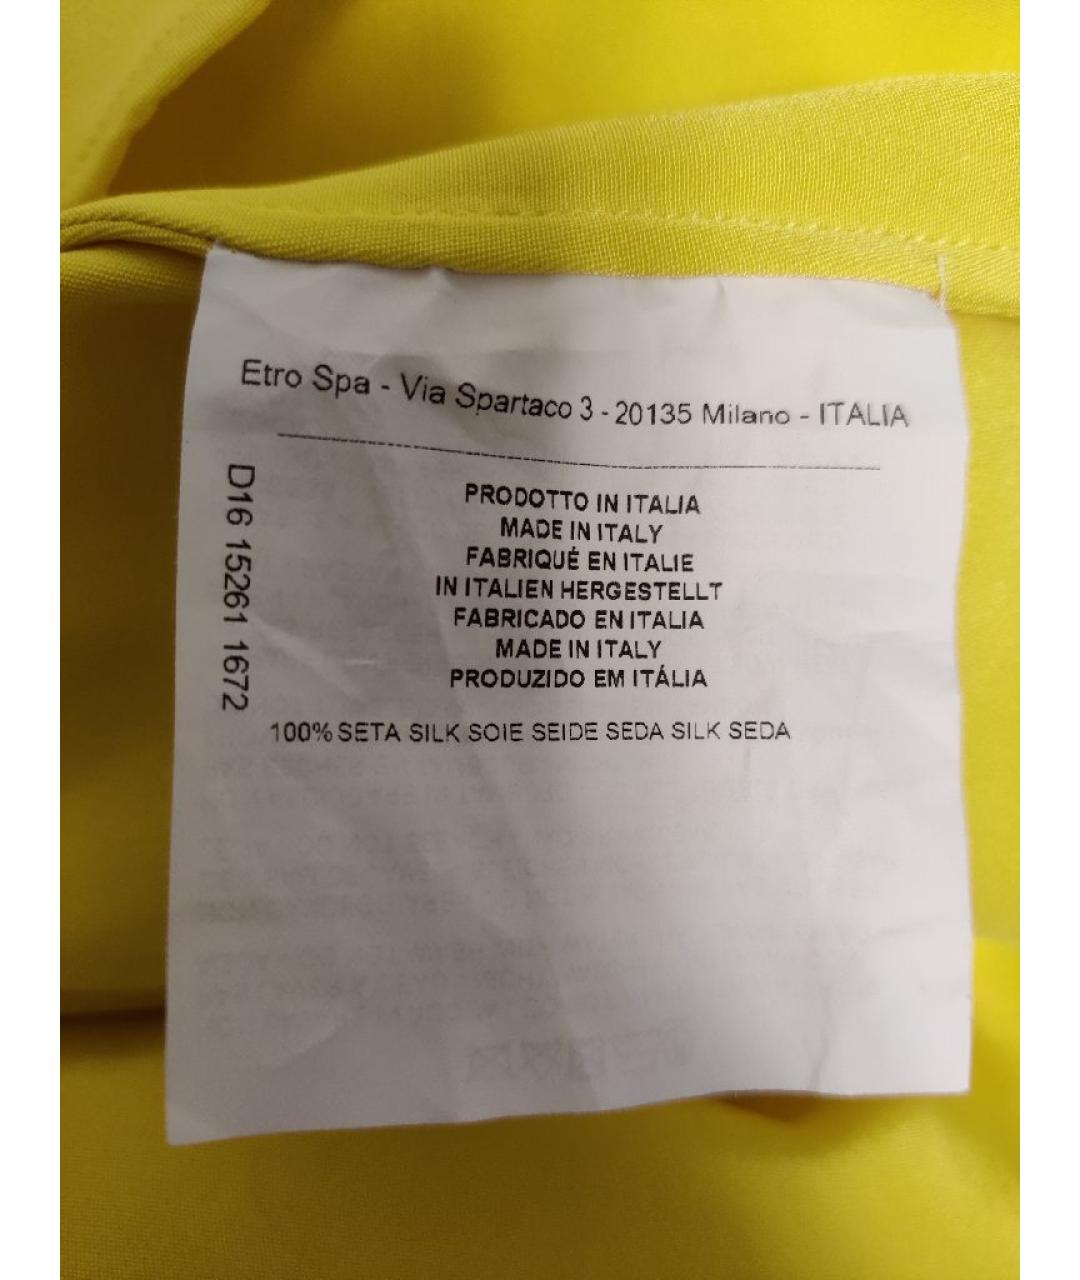 Etro Spa - Via Spartaco 3 - 20135 Milano - ITALIA
D16 15261 1672
PRODOTTO IN ITALIA
MADE IN ITALY
FABRIQUÉ EN ITALIE
IN ITALIEN HERGESTELLT
FABRICADO EN ITALIA
MADE IN ITALY
PRODUZIDO EM ITÁLIA
100% SETA SILK SOIE SEIDE SEDA SILK SEDA